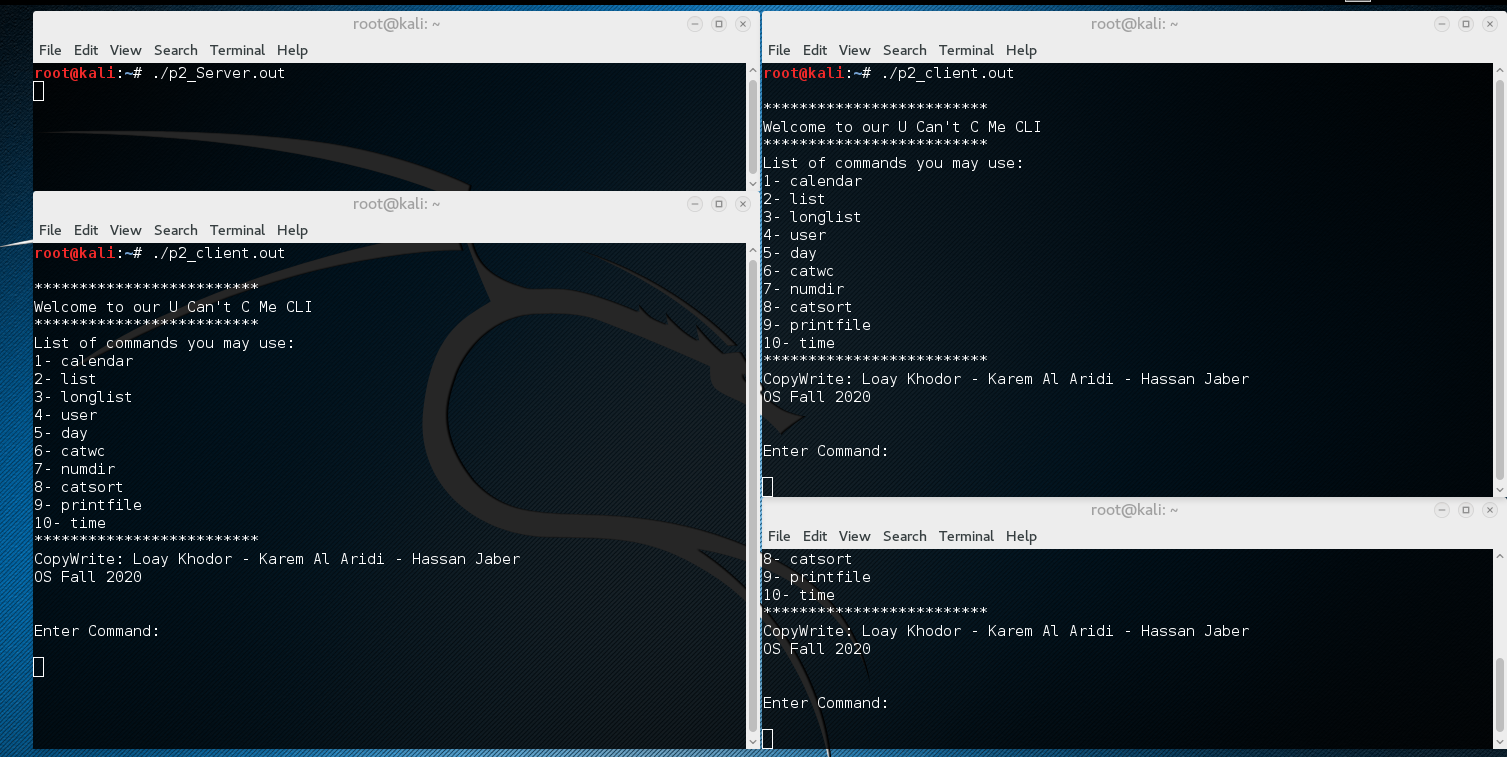 root@kali: ~
File Edit View Search Terminal Help
root@kali:~# ./p2_Server.out
root@kali: ~
File Edit View Search Terminal Help
root@kali:~# ./p2_client.out
*************************
Welcome to our U Can't C Me CLI
*************************
List of commands you may use:
1- calendar
2- list
3- longlist
4- user
5- day
6- catwc
7- numdir
8- catsort
9- printfile
10- time
*************************
CopyWrite: Loay Khodor - Karem Al Aridi - Hassan Jaber
OS Fall 2020
Enter Command:
root@kali: ~
File Edit View Search Terminal Help
root@kali:~# ./p2_client.out
*************************
Welcome to our U Can't C Me CLI
*************************
List of commands you may use:
1- calendar
2- list
3- longlist
4- user
5- day
6- catwc
7- numdir
8- catsort
9- printfile
10- time
*************************
CopyWrite: Loay Khodor - Karem Al Aridi - Hassan Jaber
OS Fall 2020
Enter Command:
root@kali: ~
File Edit View Search Terminal Help
8- catsort
9- printfile
10- time
*************************
CopyWrite: Loay Khodor - Karem Al Aridi - Hassan Jaber
OS Fall 2020
Enter Command: